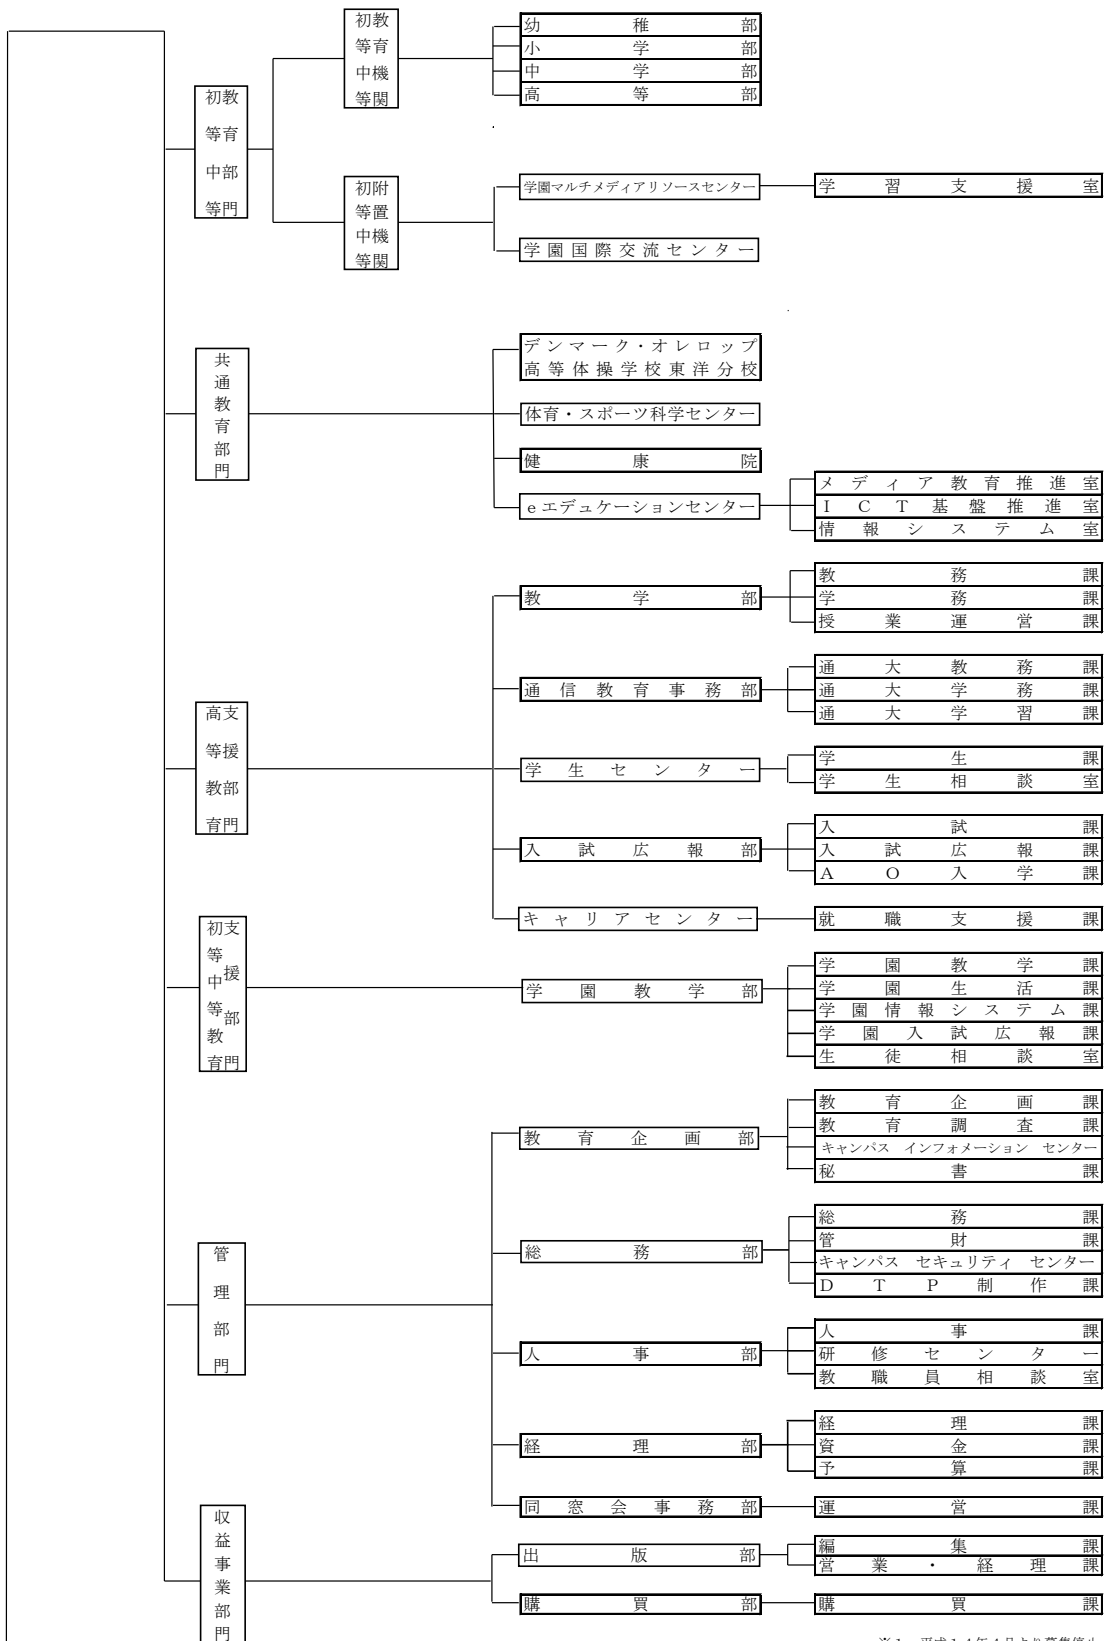 初等中等教育部門
初等中等教育機関
幼稚部
小学部
中学部
高等部
初等中等附置機関
学園マルチメディアリソースセンター
学習支援室
学園国際交流センター
共通教育部門
デンマーク・オレロップ
高等体操学校東洋分校
体育・スポーツ科学センター
健康院
eエデュケーションセンター
メディア教育推進室
ICT基盤推進室
情報システム室
高等教育支援部門
教学部
教務課
学務課
授業運営課
通信教育事務部
通大教務課
通大学務課
通大学習課
学生センター
学生課
学生相談室
入試広報部
入試課
入試広報課
AO入学課
キャリアセンター
就職支援課
初等中等教育支援部門
学園教学部
学園教学課
学園生活課
学園情報システム課
学園入試広報課
生徒相談室
管理部門
教育企画部
教育企画課
教育調査課
キャンパス インフォメーション センター
秘書課
総務部
総務課
管財課
キャンパス セキュリティ センター
DTP制作課
人事部
人事課
研修センター
教職員相談室
経理部
経理課
資金課
予算課
同窓会事務部
運営課
収益事業部門
出版部
編集課
営業・経理課
購買部
購買課
※1 平成14年4月より募集停止